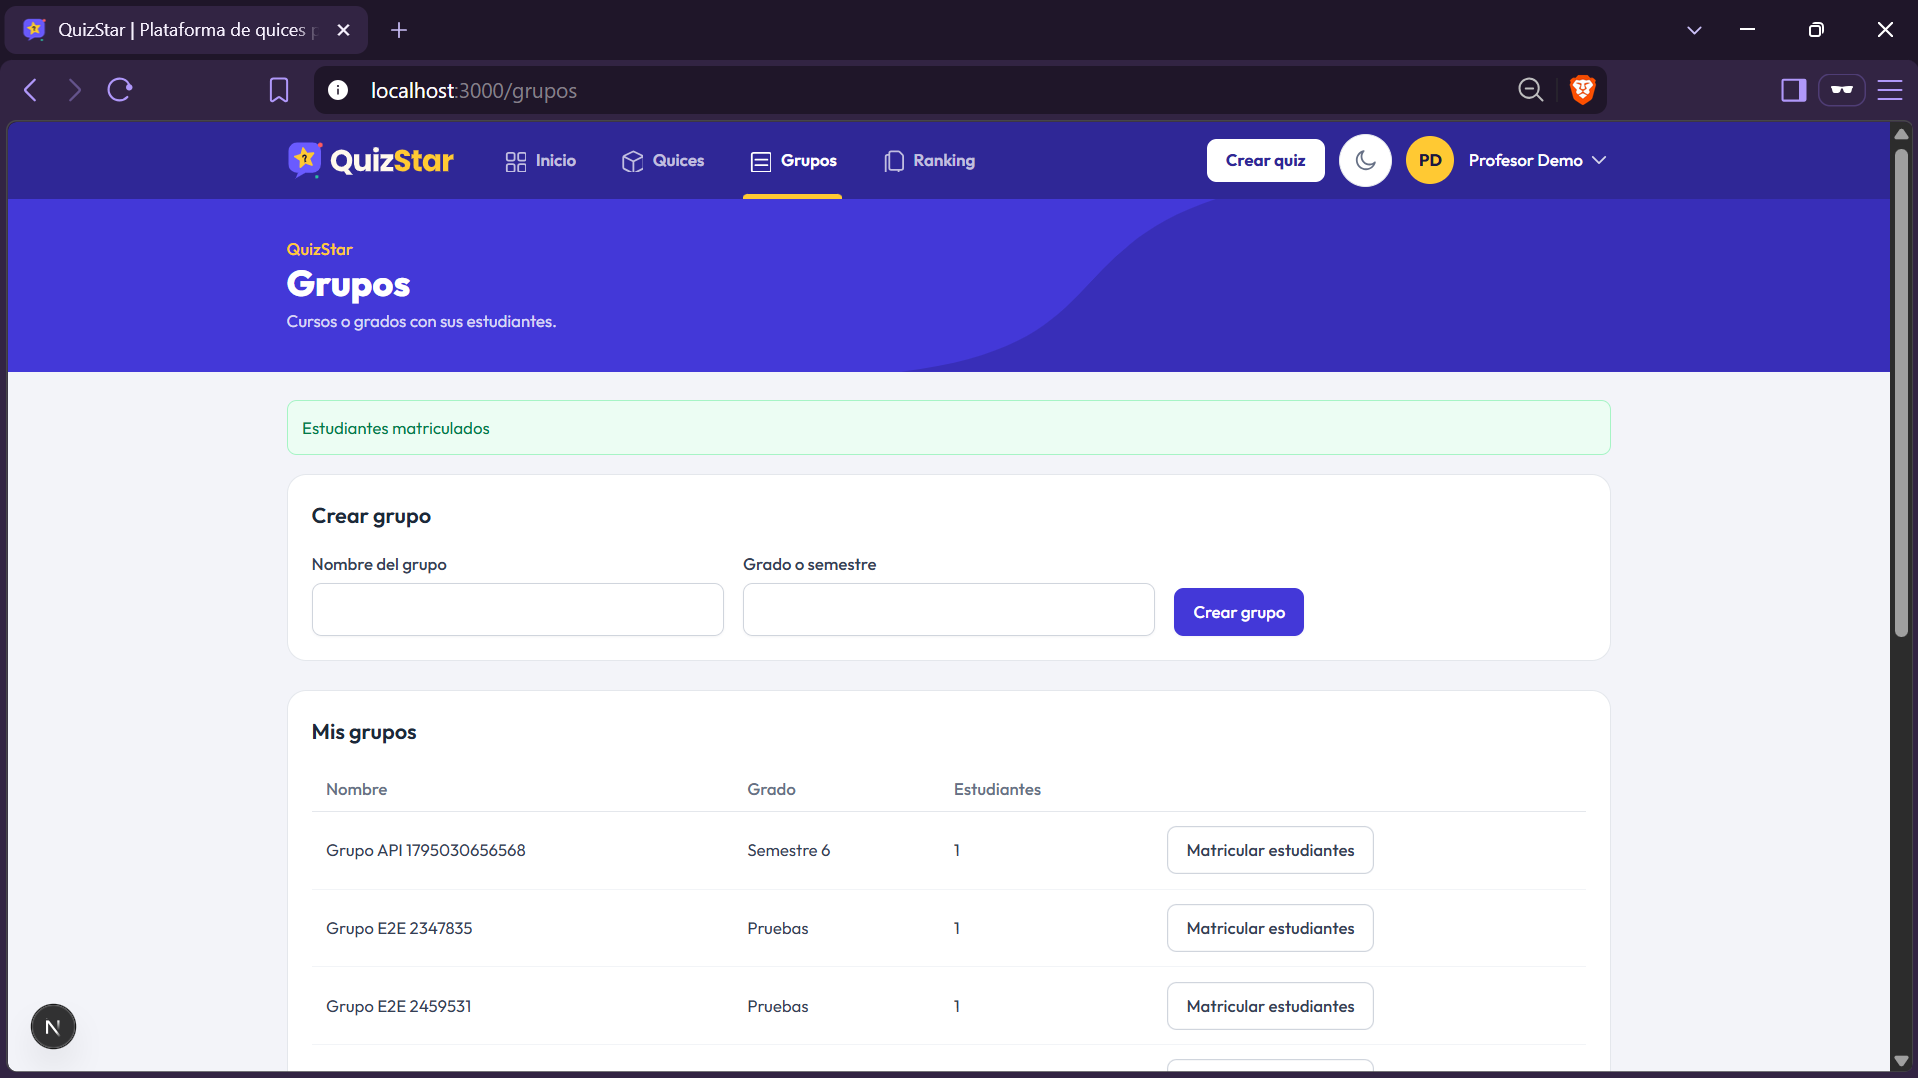 QuizStar | Plataforma de quices
localhost:3000/grupos
QuizStar
Inicio
Quices
Grupos
Ranking
Crear quiz
PD
Profesor Demo
QuizStar
Grupos
Cursos o grados con sus estudiantes.
Estudiantes matriculados
Crear grupo
Nombre del grupo
Grado o semestre
Crear grupo
Mis grupos
Nombre Grado Estudiantes
Grupo API 1795030656568 Semestre 6 1 Matricular estudiantes
Grupo E2E 2347835 Pruebas 1 Matricular estudiantes
Grupo E2E 2459531 Pruebas 1 Matricular estudiantes
N